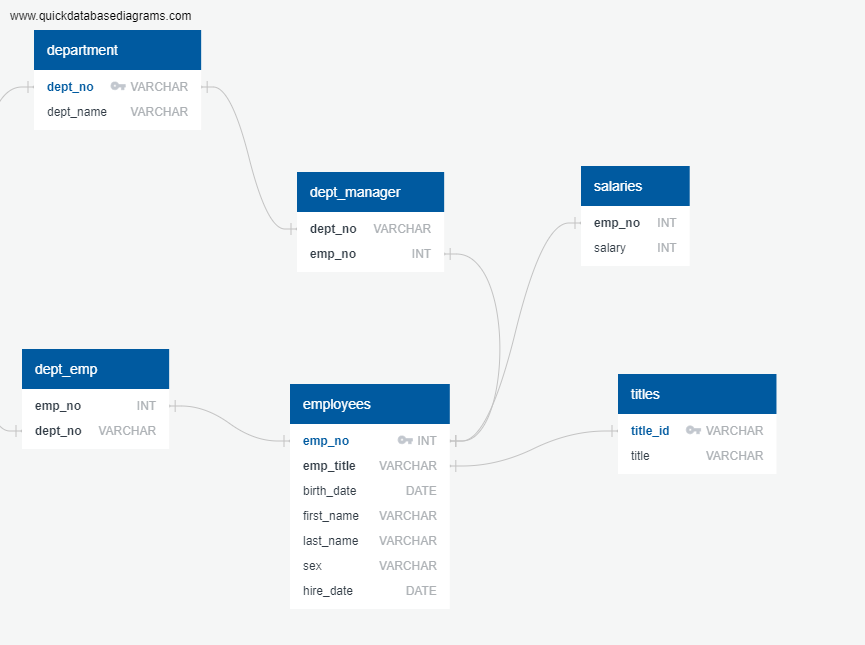 www.quickdatabasediagrams.com
department
dept_no VARCHAR
dept_name VARCHAR
dept_manager
dept_no VARCHAR
emp_no INT
salaries
emp_no INT
salary INT
dept_emp
emp_no INT
dept_no VARCHAR
employees
emp_no INT
emp_title VARCHAR
birth_date DATE
first_name VARCHAR
last_name VARCHAR
sex VARCHAR
hire_date DATE
titles
title_id VARCHAR
title VARCHAR